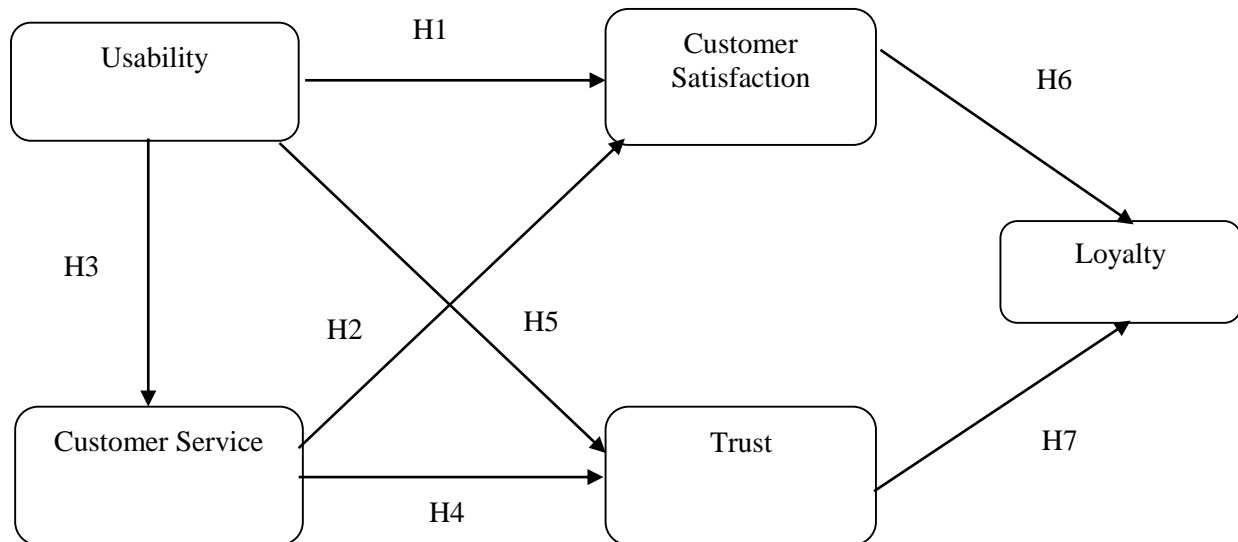 H1
Usability
Customer
Satisfaction
H6
H3
H2
H5
Loyalty
Customer Service
Trust
H7
H4